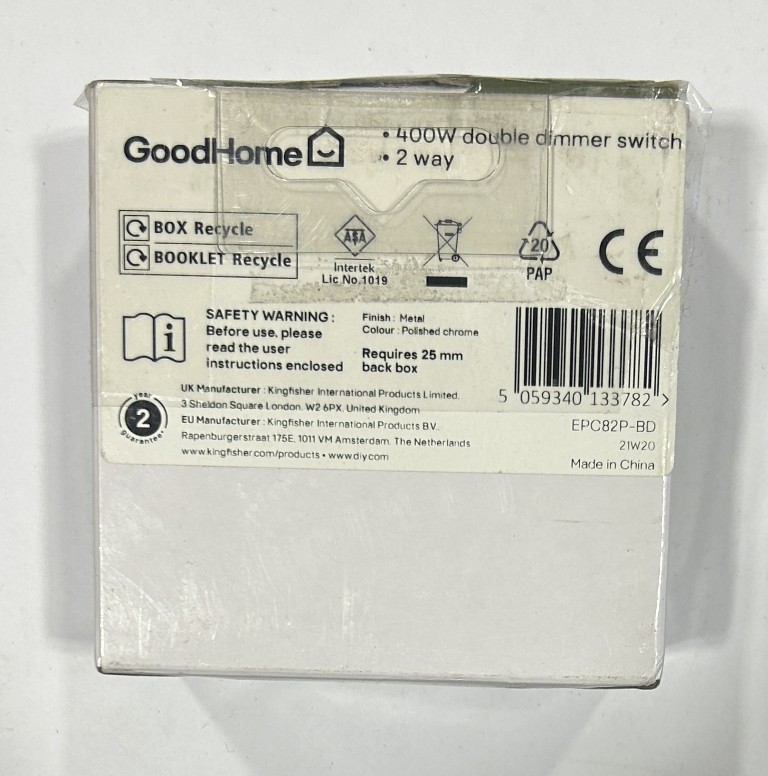 GoodHome
• 400W double dimmer switch
• 2 way
BOX Recycle
BOOKLET Recycle
ASA
Intertek
Lic No.1019
20
PAP
CE
SAFETY WARNING :
Before use, please
read the user
instructions enclosed
Finish : Metal
Colour : Polished chrome
Requires 25 mm
back box
5 059340 133782 >
year
2
guarantee*
UK Manufacturer : Kingfisher International Products Limited,
3 Sheldon Square London. W2 6PX, United Kingdom
EU Manufacturer : Kingfisher International Products B.V.,
Rapenburgerstraat 175E, 1011 VM Amsterdam, The Netherlands
www.kingfisher.com/products • www.diy.com
EPC82P-BD
21W20
Made in China